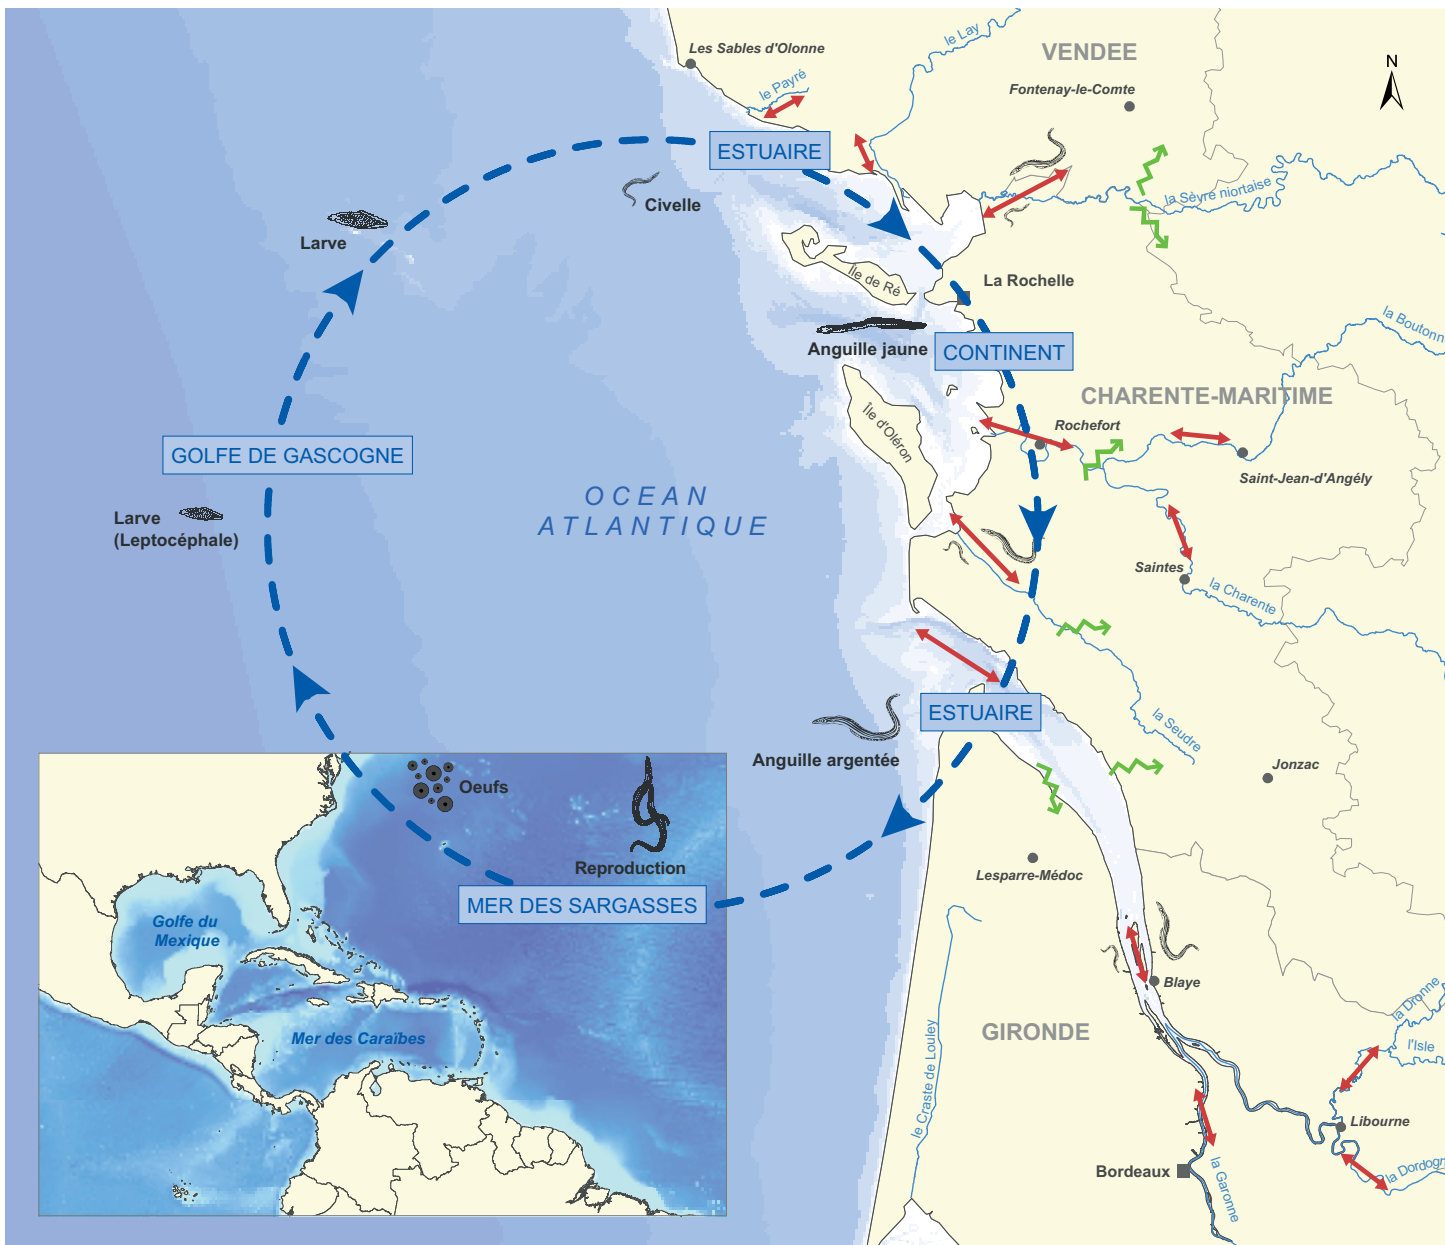 Les Sables d'Olonne
le Lay
VENDEE
N
le Payré
Fontenay-le-Comte
ESTUAIRE
la Sèvre niortaise
Civelle
Larve
Île de Ré
La Rochelle
la Boutonn
Anguille jaune
CONTINENT
CHARENTE-MARITIME
Île d'Oléron
Rochefort
GOLFE DE GASCOGNE
Saint-Jean-d'Angély
OCEAN
ATLANTIQUE
Larve
(Leptocéphale)
Saintes
la Charente
ESTUAIRE
la Seudre
Anguille argentée
Jonzac
Oeufs
Reproduction
Lesparre-Médoc
MER DES SARGASSES
Golfe du
Mexique
Blaye
la Dronne
GIRONDE
l'Isle
Mer des Caraïbes
le Craste de Louley
Libourne
Bordeaux
la Garonne
la Dordogn